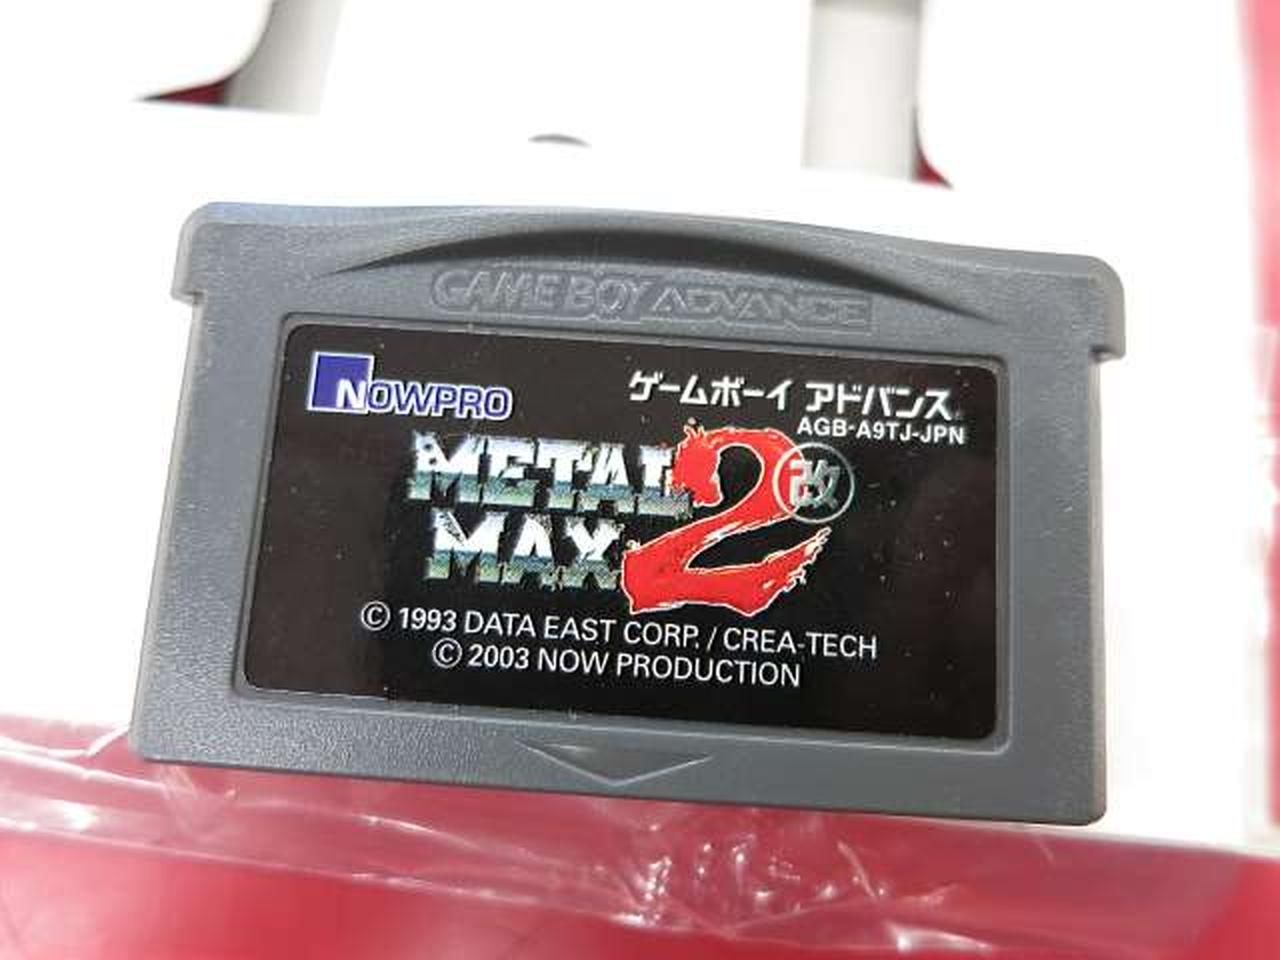 GAME BOY ADVANCE
NOWPRO
ゲームボーイ アドバンス
AGB-A9TJ-JPN
METAL
MAX 2 改
© 1993 DATA EAST CORP. / CREA-TECH
© 2003 NOW PRODUCTION